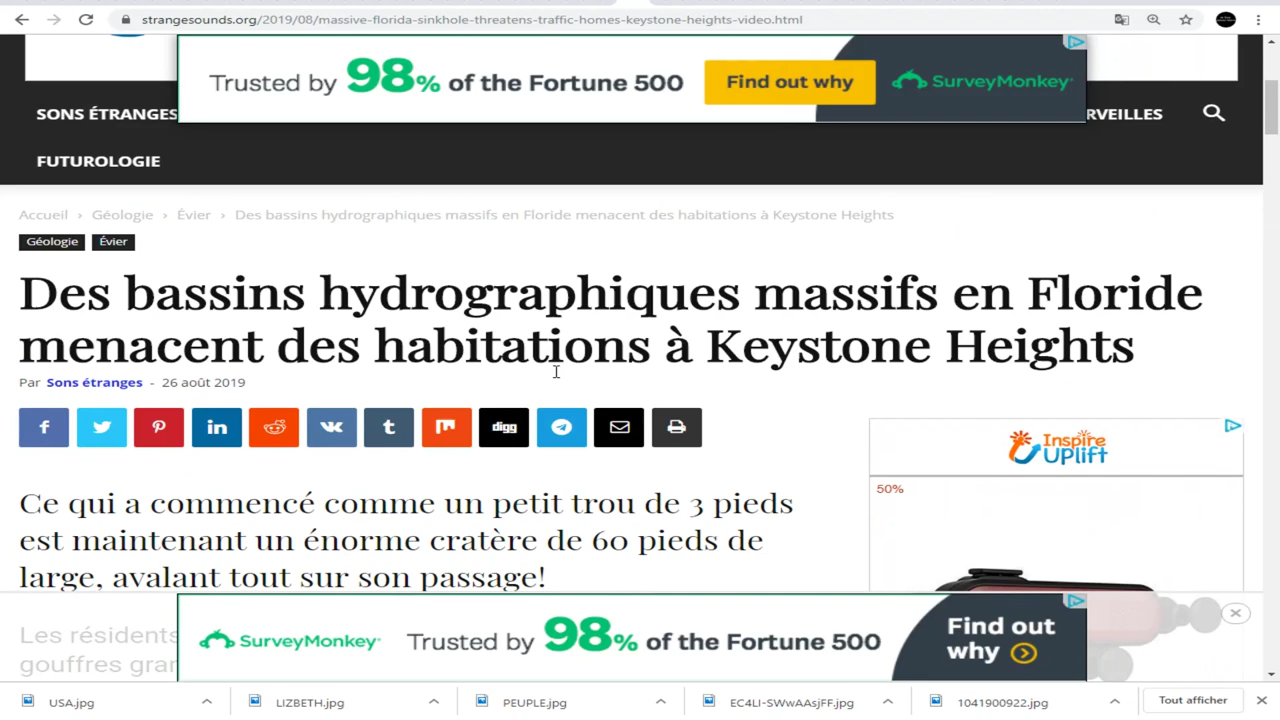 strangesounds.org/2019/08/massive-florida-sinkhole-threatens-traffic-homes-keystone-heights-video.html
Trusted by 98% of the Fortune 500
Find out why
SurveyMonkey
SONS ÉTRANGES
RVEILLES
FUTUROLOGIE
Accueil › Géologie › Évier › Des bassins hydrographiques massifs en Floride menacent des habitations à Keystone Heights
Géologie
Évier
Des bassins hydrographiques massifs en Floride
menacent des habitations à Keystone Heights
Par Sons étranges - 26 août 2019
digg
Inspire
Uplift
50%
Ce qui a commencé comme un petit trou de 3 pieds
est maintenant un énorme cratère de 60 pieds de
large, avalant tout sur son passage!
Les résidents
gouffres gran
SurveyMonkey
Trusted by 98% of the Fortune 500
Find out
why
USA.jpg
LIZBETH.jpg
PEUPLE.jpg
EC4LI-SWwAAsjFF.jpg
1041900922.jpg
Tout afficher